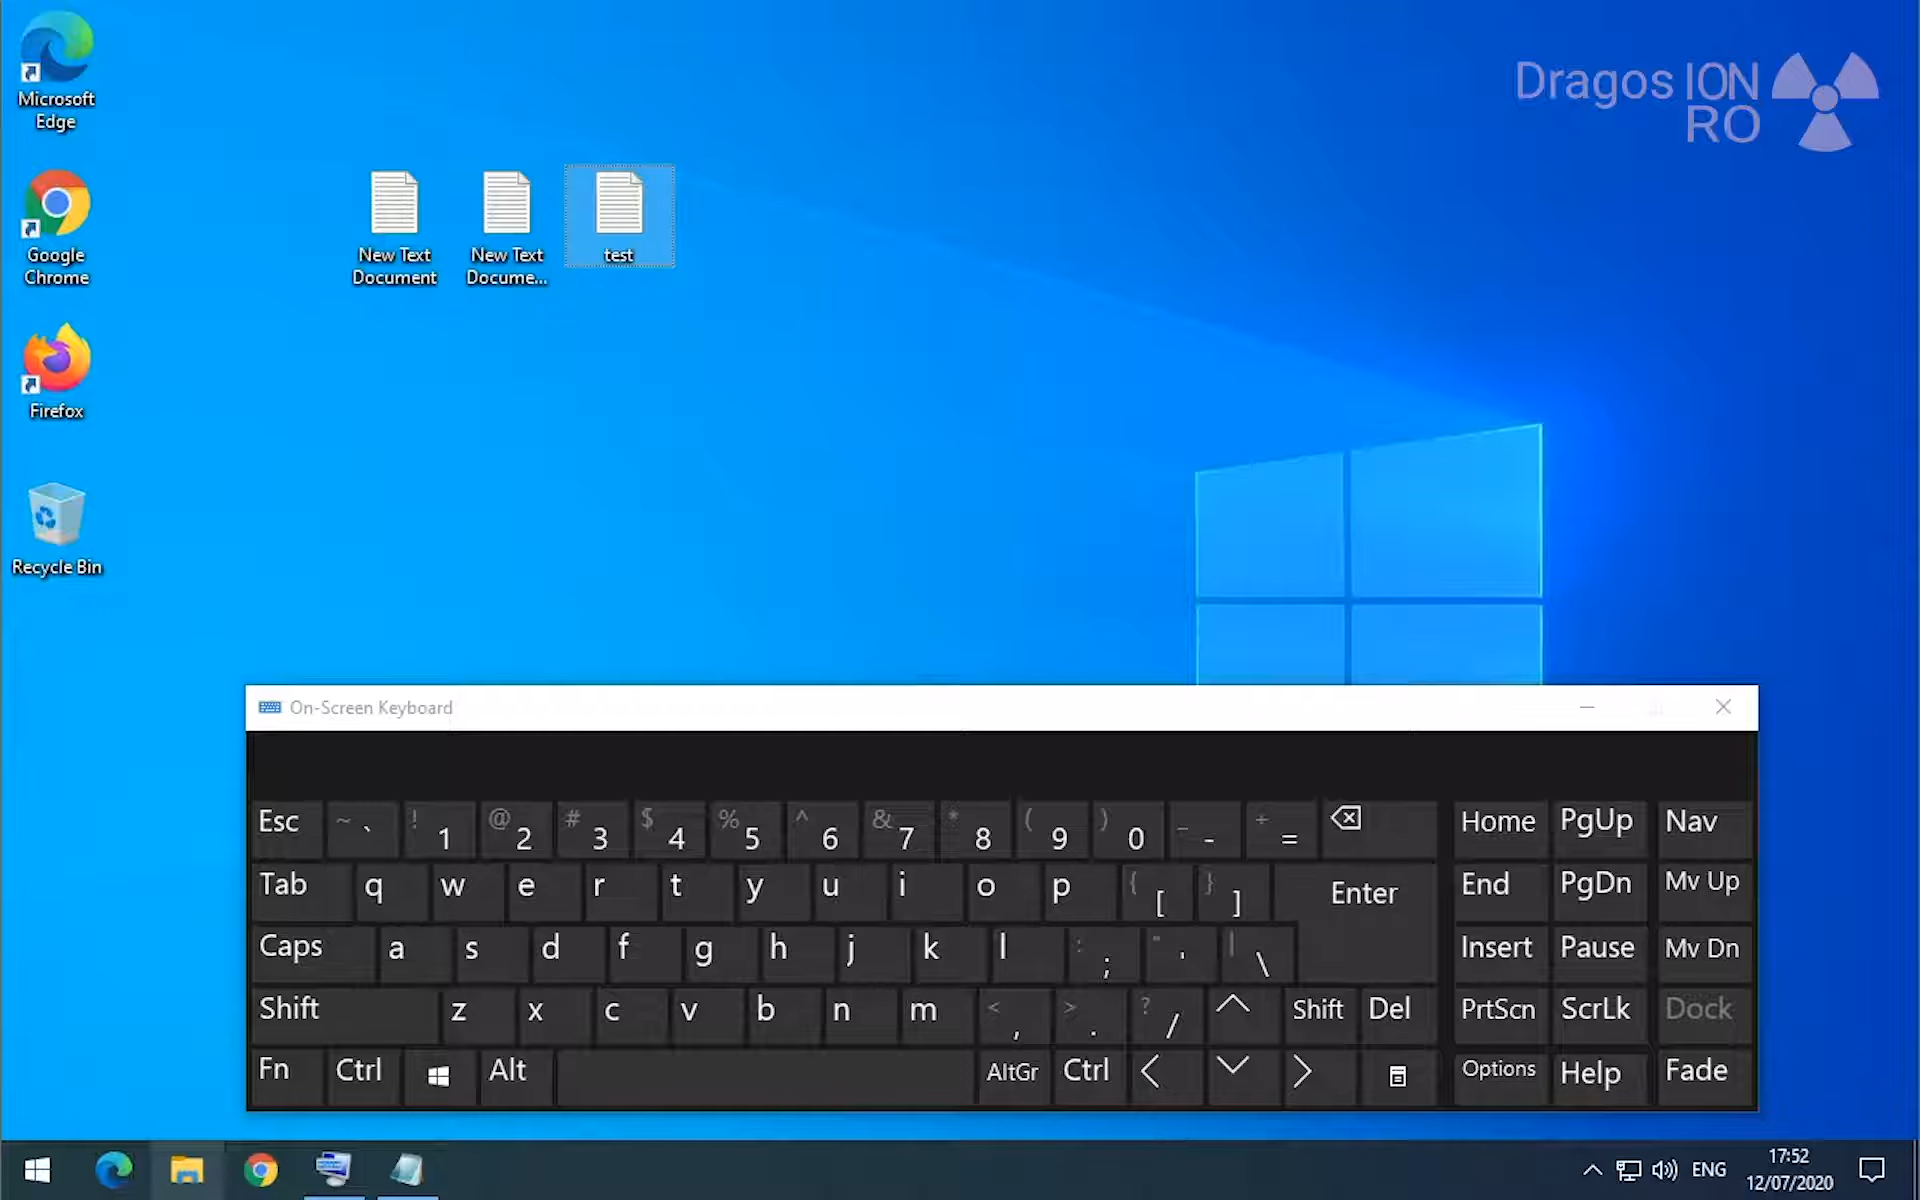 Microsoft
Edge
Google
Chrome
Firefox
Recycle Bin
New Text
Document
New Text
Docume...
test
Dragos ION
RO
On-Screen Keyboard
Esc ~ ` ! 1 @ 2 # 3 $ 4 % 5 ^ 6 & 7 * 8 ( 9 ) 0 _ - + = Home PgUp Nav
Tab q w e r t y u i o p { [ } ] Enter End PgDn Mv Up
Caps a s d f g h j k l : ; " ' | \ Insert Pause Mv Dn
Shift z x c v b n m < , > . ? / Shift Del PrtScn ScrLk Dock
Fn Ctrl Alt AltGr Ctrl Options Help Fade
ENG
17:52
12/07/2020